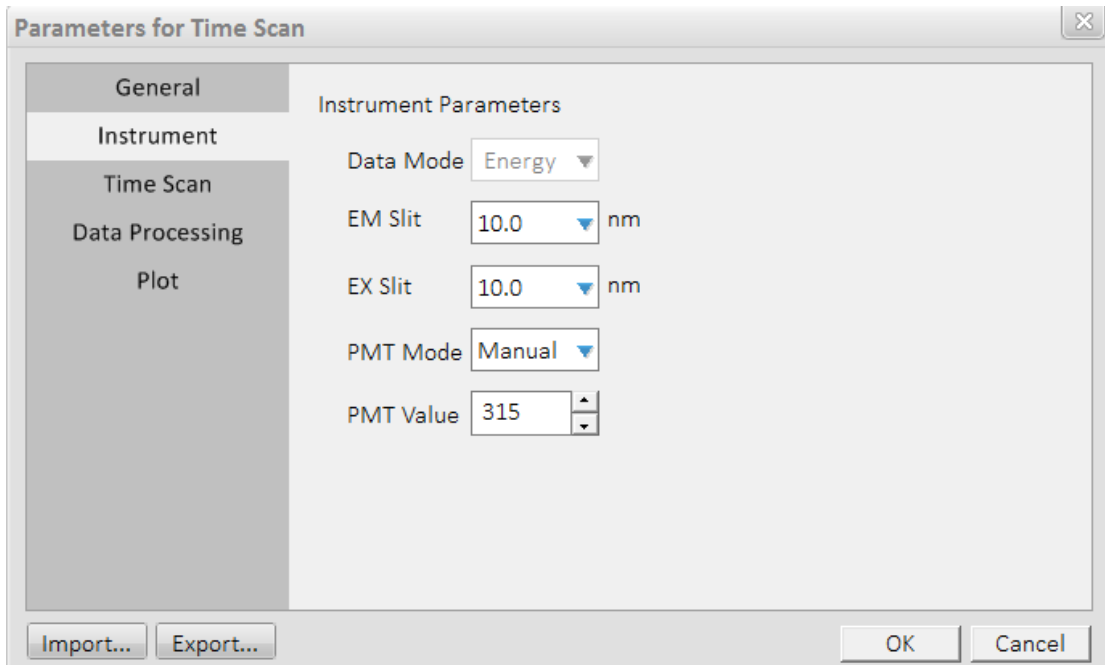 Parameters for Time Scan
General
Instrument
Time Scan
Data Processing
Plot
Instrument Parameters
Data Mode Energy
EM Slit 10.0 nm
EX Slit 10.0 nm
PMT Mode Manual
PMT Value 315
Import... Export... OK Cancel